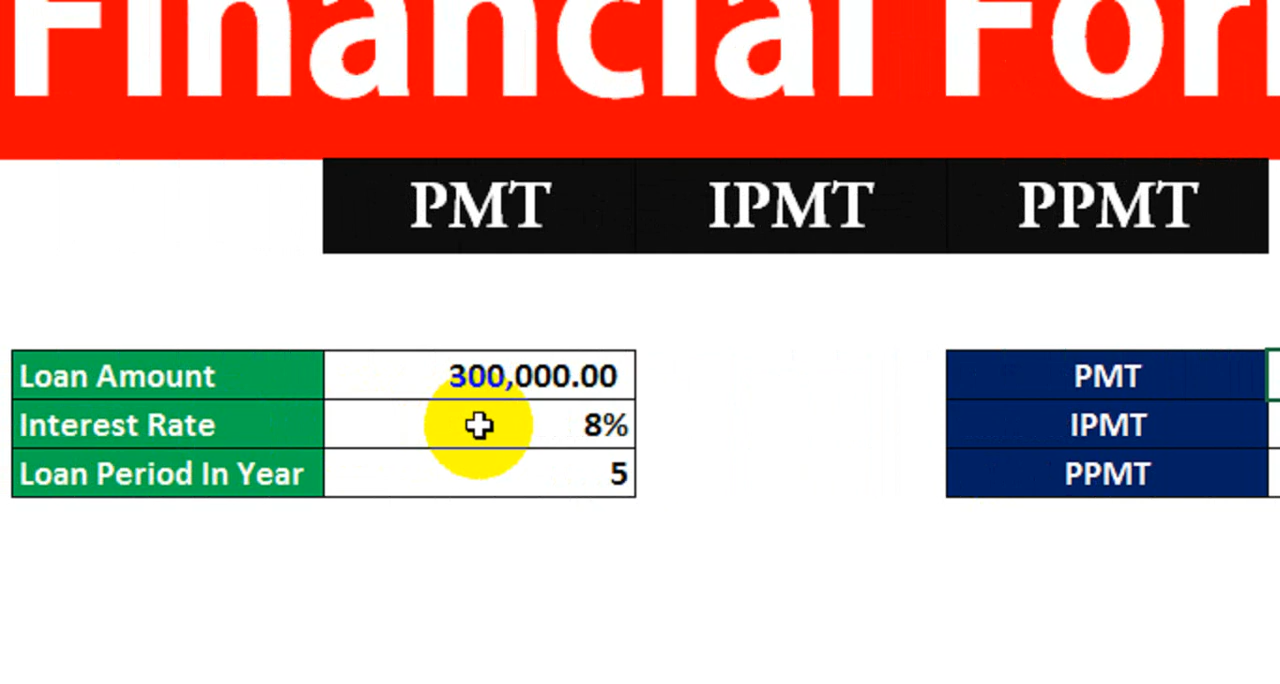 Financial For
PMT IPMT PPMT
Loan Amount 300,000.00 PMT
Interest Rate 8% IPMT
Loan Period In Year 5 PPMT